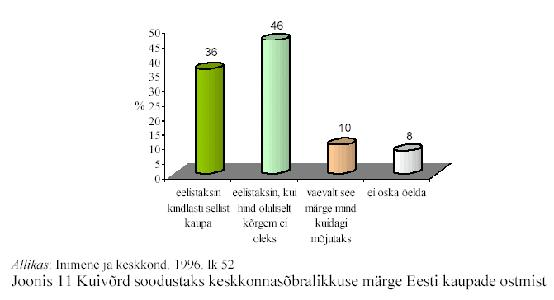 50
45
40
35
30
25
20
15
10
5
0
%
36
46
10
8
eelistaksin
kindlasti sellist
kaupa
eelistaksin, kui
hind oluliselt
kõrgem ei
oleks
vaevalt see
märge mind
kuidagi
mõjutaks
ei oska öelda
Allikas: Inimene ja keskkond, 1996, lk 52
Joonis 11 Kuivõrd soodustaks keskkonnasõbralikkuse märge Eesti kaupade ostmist